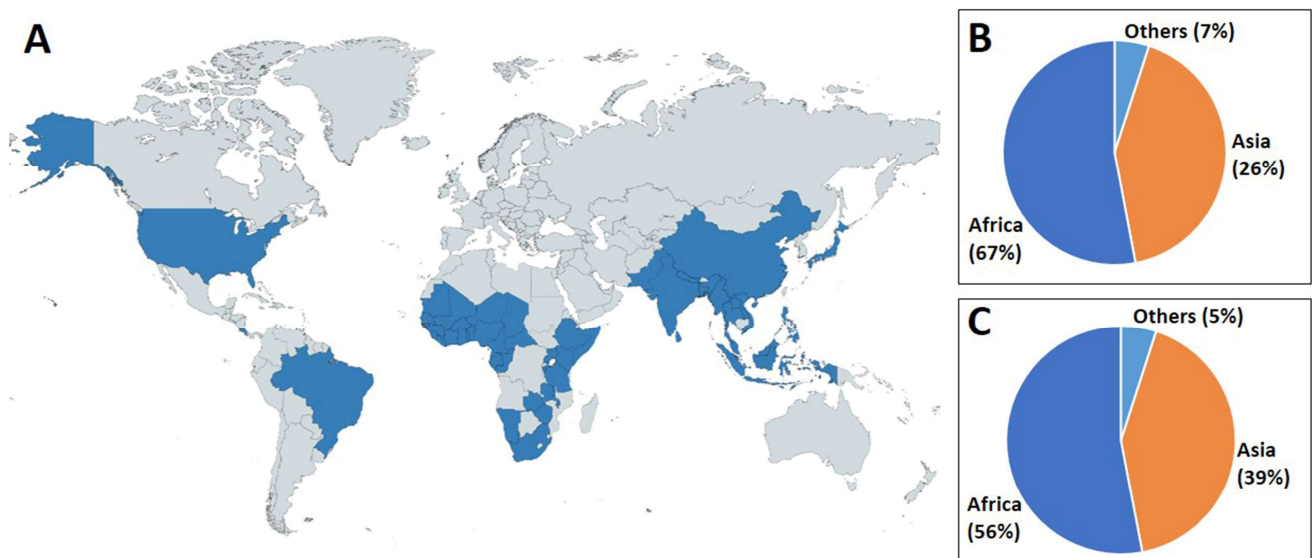 A
B
Others (7%)
Asia
(26%)
Africa
(67%)
C
Others (5%)
Asia
(39%)
Africa
(56%)